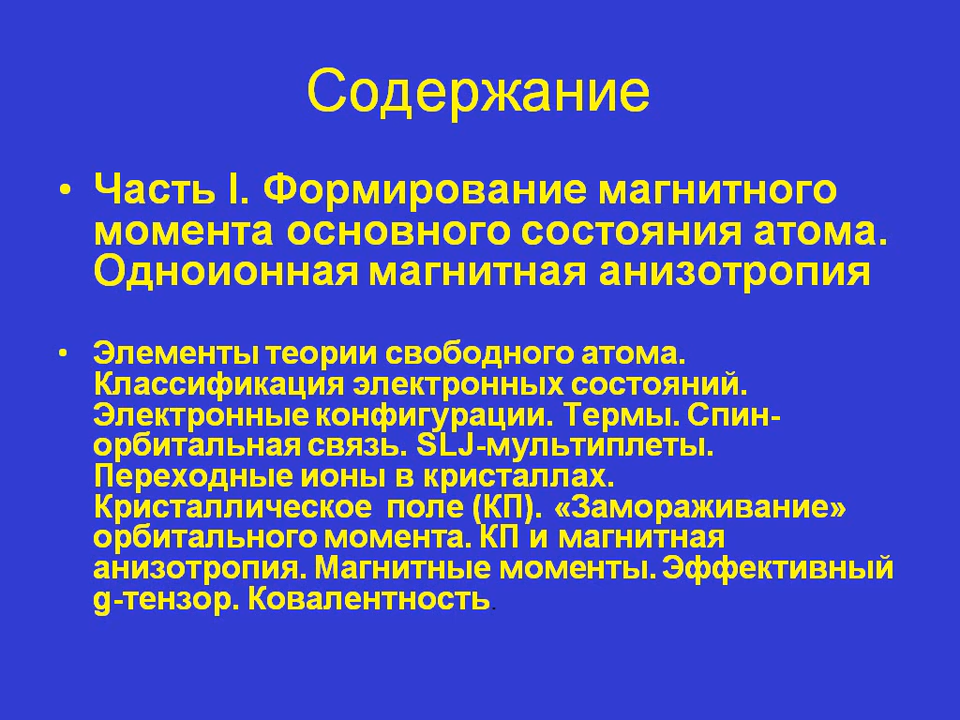 Содержание
• Часть I. Формирование магнитного
момента основного состояния атома.
Одноионная магнитная анизотропия
• Элементы теории свободного атома.
Классификация электронных состояний.
Электронные конфигурации. Термы. Спин-
орбитальная связь. SLJ-мультиплеты.
Переходные ионы в кристаллах.
Кристаллическое поле (КП). «Замораживание»
орбитального момента. КП и магнитная
анизотропия. Магнитные моменты. Эффективный
g-тензор. Ковалентность.